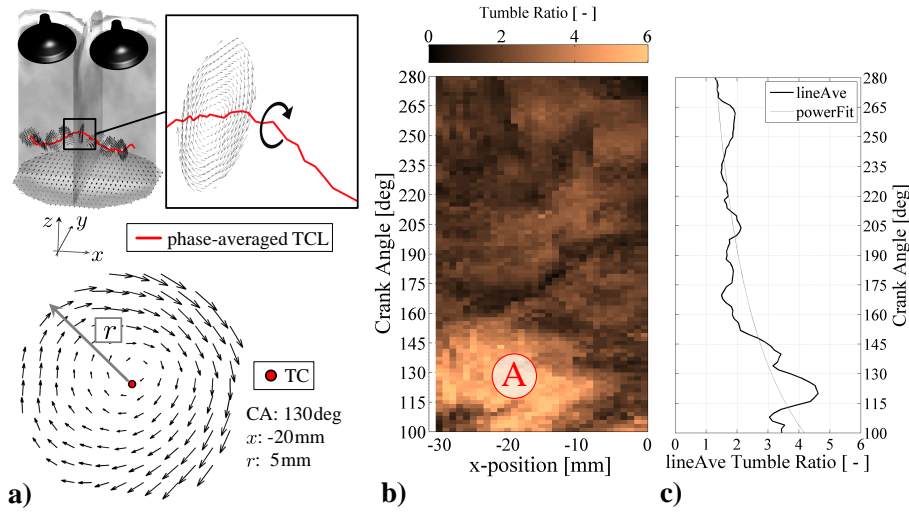 z
y
x
phase-averaged TCL
r
TC
CA: 130deg
x: -20mm
r: 5mm
a)
Tumble Ratio [ - ]
0 2 4 6
Crank Angle [deg]
280
265
250
235
220
205
190
175
160
145
130
115
100
A
-30 -20 -10 0
x-position [mm]
b)
lineAve
powerFit
280
265
250
235
220
205
190
175
160
145
130
115
100
Crank Angle [deg]
0 1 2 3 4 5 6
lineAve Tumble Ratio [ - ]
c)